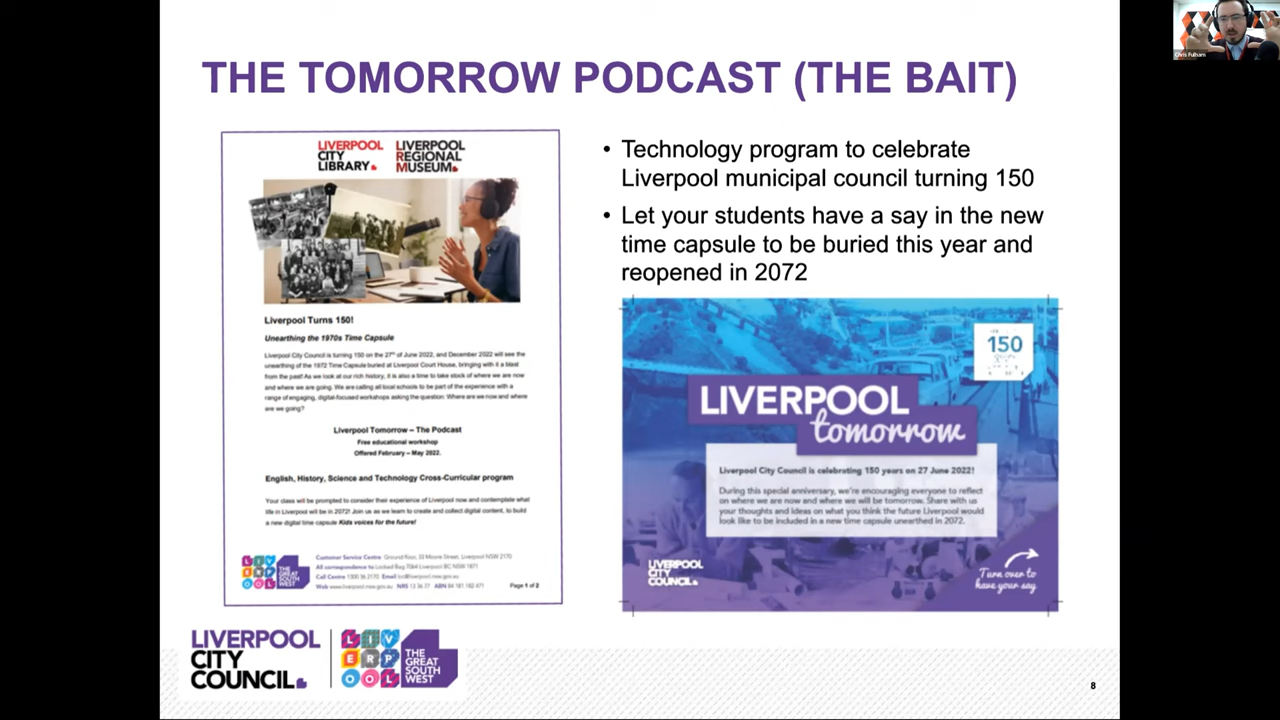 THE TOMORROW PODCAST (THE BAIT)
Chris Fulham
LIVERPOOL
CITY
LIBRARY
LIVERPOOL
REGIONAL
MUSEUM
Liverpool Turns 150!
Unearthing the 1970s Time Capsule
Liverpool City Council is turning 150 on the 27th of June 2022, and December 2022 will see the
unearthing of the 1972 Time Capsule buried at Liverpool Court House, bringing with it a blast
from the past! As we look at our rich history, it is also a time to take stock of where we are now
and where we are going. We are calling all local schools to be part of the experience with a
range of engaging, digital-focused workshops asking the question: Where are we now and where
are we going?
Liverpool Tomorrow – The Podcast
Free educational workshop
Offered February – May 2022.
English, History, Science and Technology Cross-Curricular program
Your class will be prompted to consider their experience of Liverpool now and contemplate what
life in Liverpool will be in 2072! Join us as we learn to create and collect digital content, to build
a new digital time capsule Kids voices for the future!
LIV
ERP
OOL
THE
GREAT
SOUTH
WEST
Customer Service Centre Ground Floor, 33 Moore Street, Liverpool NSW 2170
All correspondence to Locked Bag 7064 Liverpool BC NSW 1871
Call Centre 1300 36 2170 Email lcc@liverpool.nsw.gov.au
Web www.liverpool.nsw.gov.au NRS 13 36 77 ABN 84 181 182 471
Page 1 of 2
• Technology program to celebrate
Liverpool municipal council turning 150
• Let your students have a say in the new
time capsule to be buried this year and
reopened in 2072
150
LIVERPOOL
tomorrow
Liverpool City Council is celebrating 150 years on 27 June 2022!
During this special anniversary, we're encouraging everyone to reflect
on where we are now and where we will be tomorrow. Share with us
your thoughts and ideas on what you think the future Liverpool would
look like to be included in a new time capsule unearthed in 2072.
LIVERPOOL
CITY
COUNCIL
Turn over to
have your say
LIVERPOOL
CITY
COUNCIL
LIV
ERP
OOL
THE
GREAT
SOUTH
WEST
8